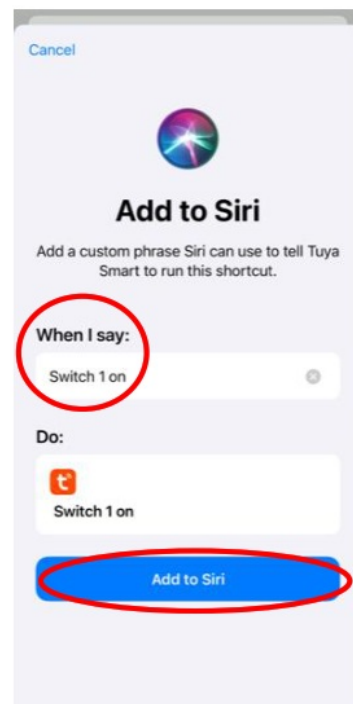 Cancel
Add to Siri
Add a custom phrase Siri can use to tell Tuya
Smart to run this shortcut.
When I say:
Switch 1 on
Do:
t
Switch 1 on
Add to Siri